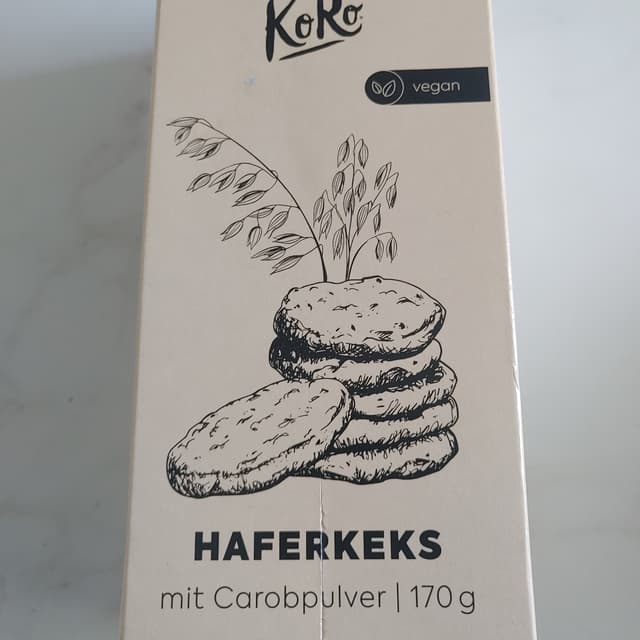 KoRo
vegan
HAFERKEKS
mit Carobpulver | 170 g